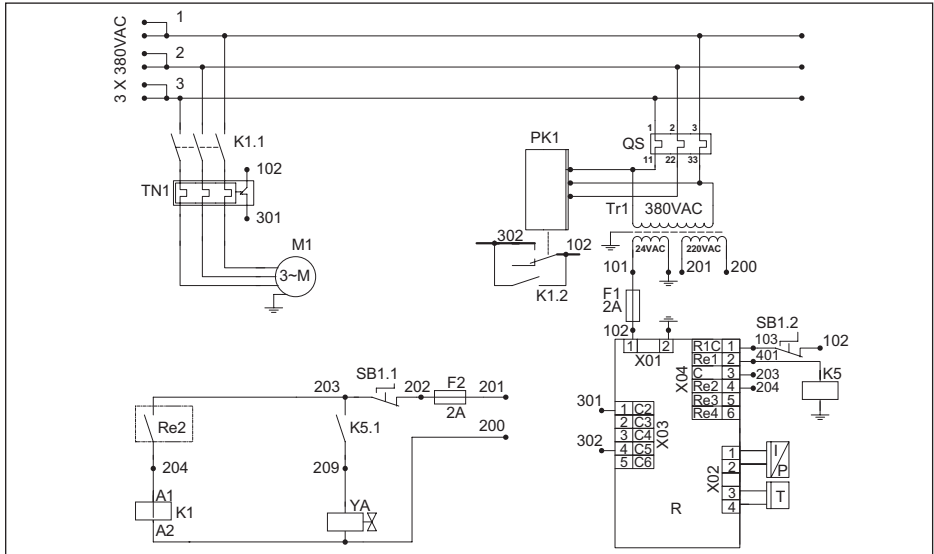 3 X 380VAC
1
2
3
K1.1
102
TN1
301
M1
3~M
PK1
QS
1 2 3
11 22 33
Tr1 380VAC
24VAC 220VAC
302
102
K1.2
101
201 200
F1
2A
102
1 2
X01
SB1.2
103
102
401
203
204
K5
R1C 1
Re1 2
C 3
Re2 4
Re3 5
Re4 6
X04
301
302
1 C2
2 C3
3 C4
4 C5
5 C6
X03
X02
1
2
3
4
I/P
T
R
SB1.1
203
202
F2
2A
201
200
Re2
K5.1
204
209
A1
K1
A2
YA